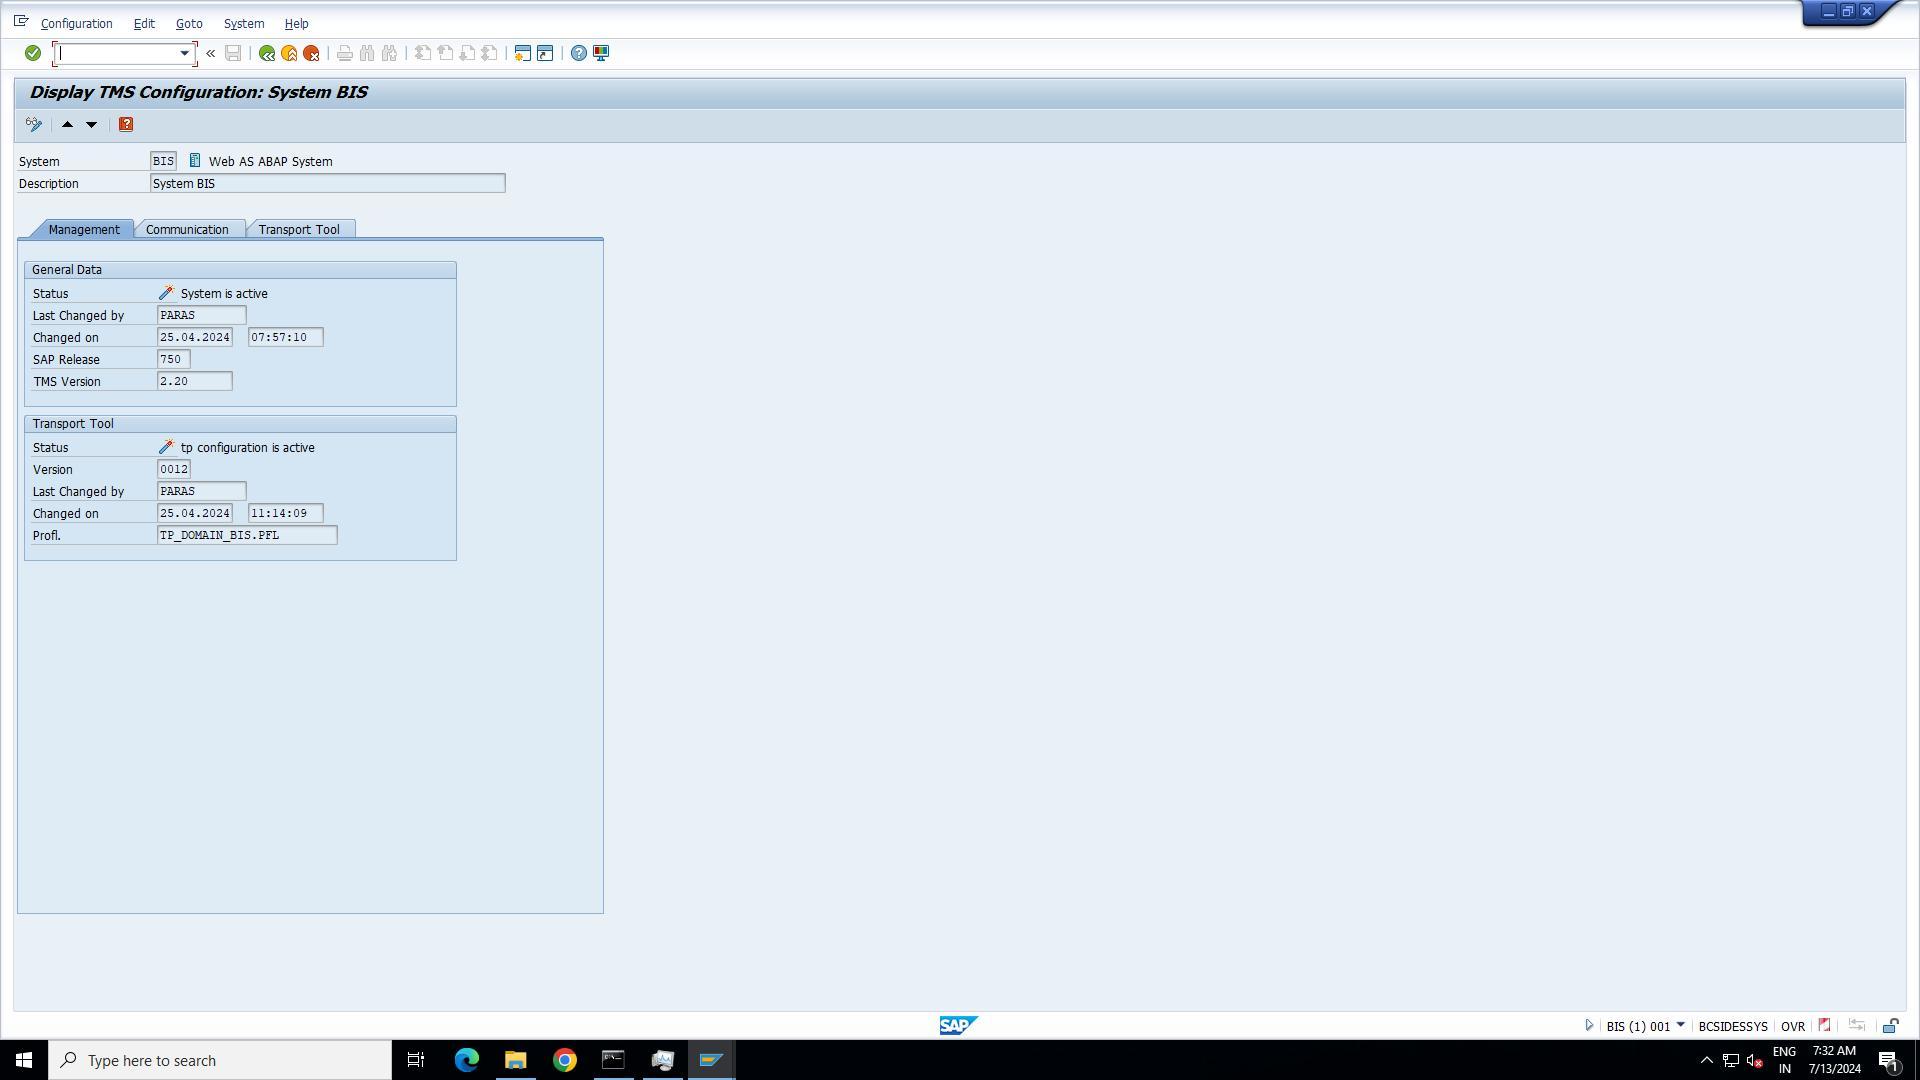 Configuration Edit Goto System Help
Display TMS Configuration: System BIS
System BIS Web AS ABAP System
Description System BIS
Management Communication Transport Tool
General Data
Status System is active
Last Changed by PARAS
Changed on 25.04.2024 07:57:10
SAP Release 750
TMS Version 2.20
Transport Tool
Status tp configuration is active
Version 0012
Last Changed by PARAS
Changed on 25.04.2024 11:14:09
Profl. TP_DOMAIN_BIS.PFL
SAP
BIS (1) 001 BCSIDESSYS OVR
Type here to search
ENG
IN
7:32 AM
7/13/2024
1